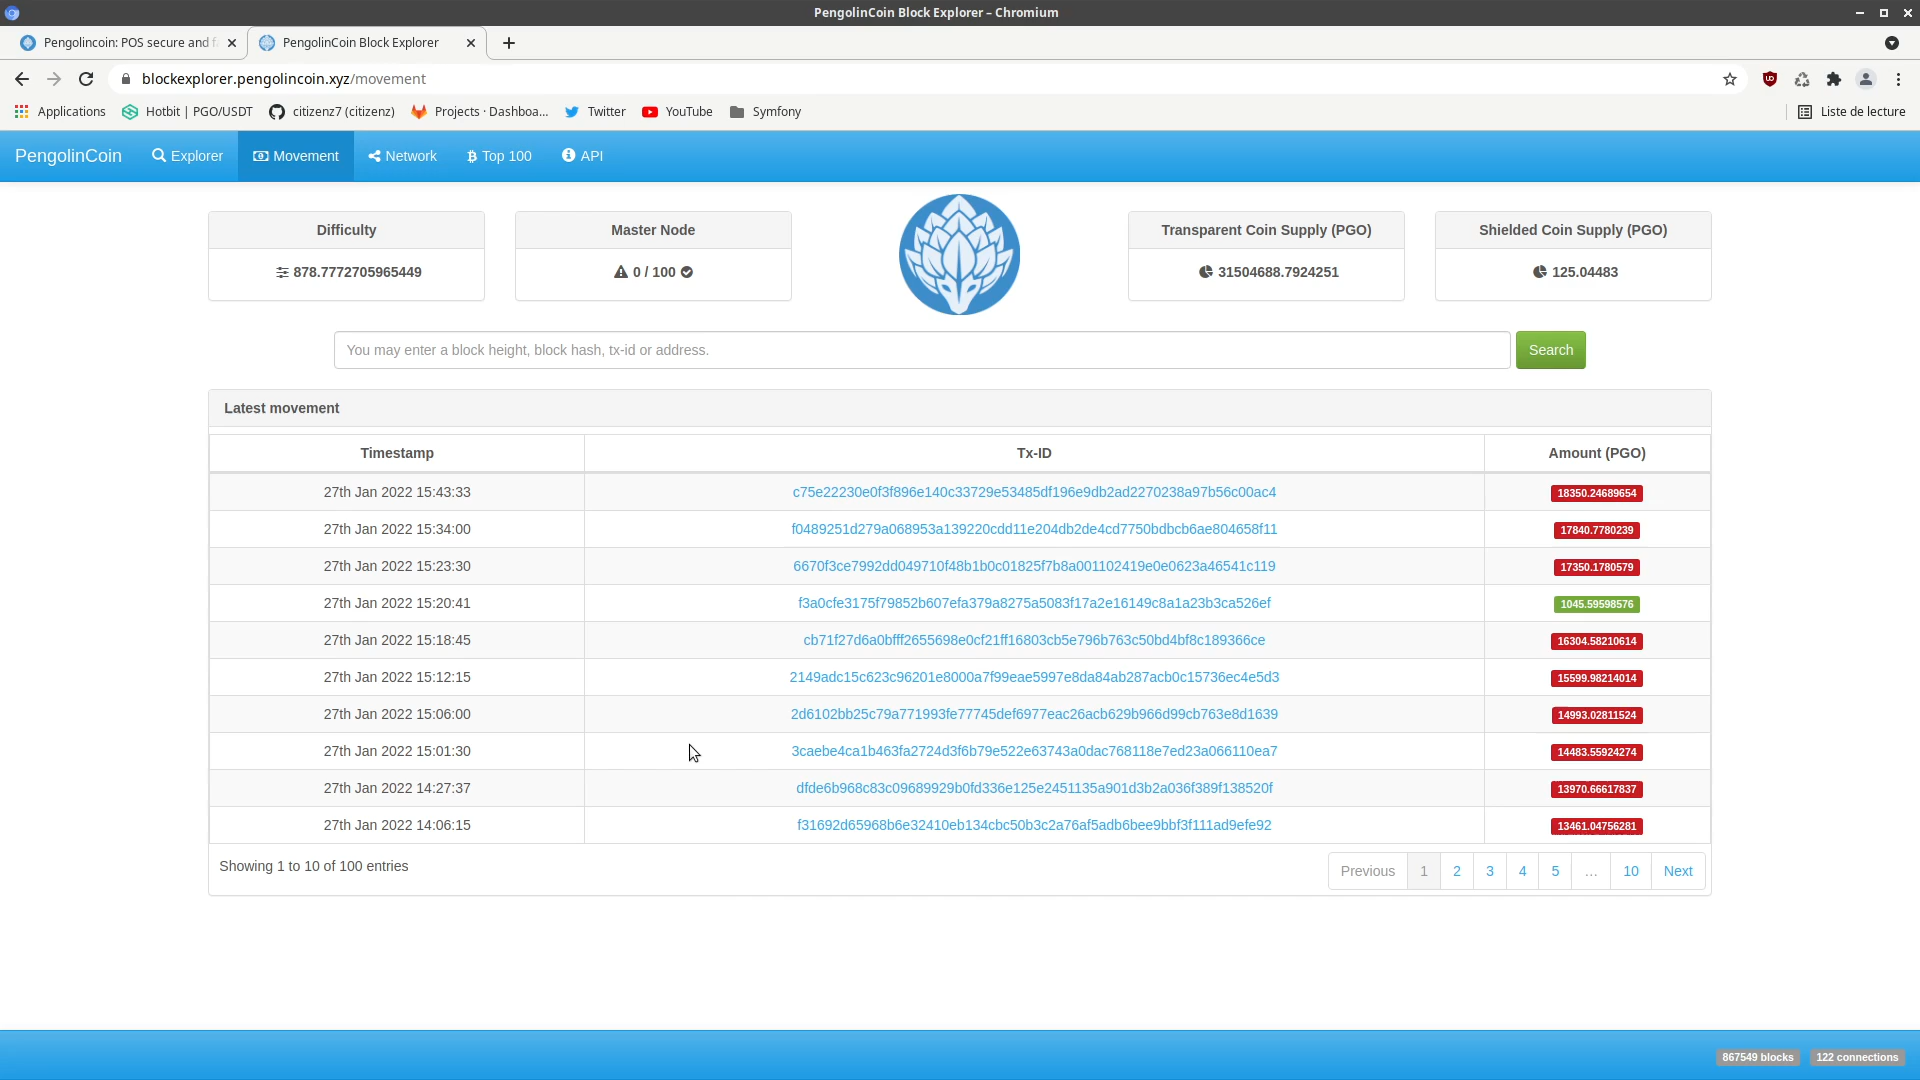 PengolinCoin Block Explorer – Chromium
Pengolincoin: POS secure and f
PengolinCoin Block Explorer
blockexplorer.pengolincoin.xyz/movement
Applications
Hotbit | PGO/USDT
citizenz7 (citizenz)
Projects · Dashboa...
Twitter
YouTube
Symfony
Liste de lecture
PengolinCoin
Explorer
Movement
Network
Top 100
API
Difficulty
878.7772705965449
Master Node
0 / 100
Transparent Coin Supply (PGO)
31504688.7924251
Shielded Coin Supply (PGO)
125.04483
You may enter a block height, block hash, tx-id or address.
Search
Latest movement
Timestamp Tx-ID Amount (PGO)
27th Jan 2022 15:43:33 c75e22230e0f3f896e140c33729e53485df196e9db2ad2270238a97b56c00ac4 18350.24689654
27th Jan 2022 15:34:00 f0489251d279a068953a139220cdd11e204db2de4cd7750bdbcb6ae804658f11 17840.7780239
27th Jan 2022 15:23:30 6670f3ce7992dd049710f48b1b0c01825f7b8a001102419e0e0623a46541c119 17350.1780579
27th Jan 2022 15:20:41 f3a0cfe3175f79852b607efa379a8275a5083f17a2e16149c8a1a23b3ca526ef 1045.59598576
27th Jan 2022 15:18:45 cb71f27d6a0bfff2655698e0cf21ff16803cb5e796b763c50bd4bf8c189366ce 16304.58210614
27th Jan 2022 15:12:15 2149adc15c623c96201e8000a7f99eae5997e8da84ab287acb0c15736ec4e5d3 15599.98214014
27th Jan 2022 15:06:00 2d6102bb25c79a771993fe77745def6977eac26acb629b966d99cb763e8d1639 14993.02811524
27th Jan 2022 15:01:30 3caebe4ca1b463fa2724d3f6b79e522e63743a0dac768118e7ed23a066110ea7 14483.55924274
27th Jan 2022 14:27:37 dfde6b968c83c09689929b0fd336e125e2451135a901d3b2a036f389f138520f 13970.66617837
27th Jan 2022 14:06:15 f31692d65968b6e32410eb134cbc50b3c2a76af5adb6bee9bbf3f111ad9efe92 13461.04756281
Showing 1 to 10 of 100 entries
Previous 1 2 3 4 5 … 10 Next
867549 blocks
122 connections